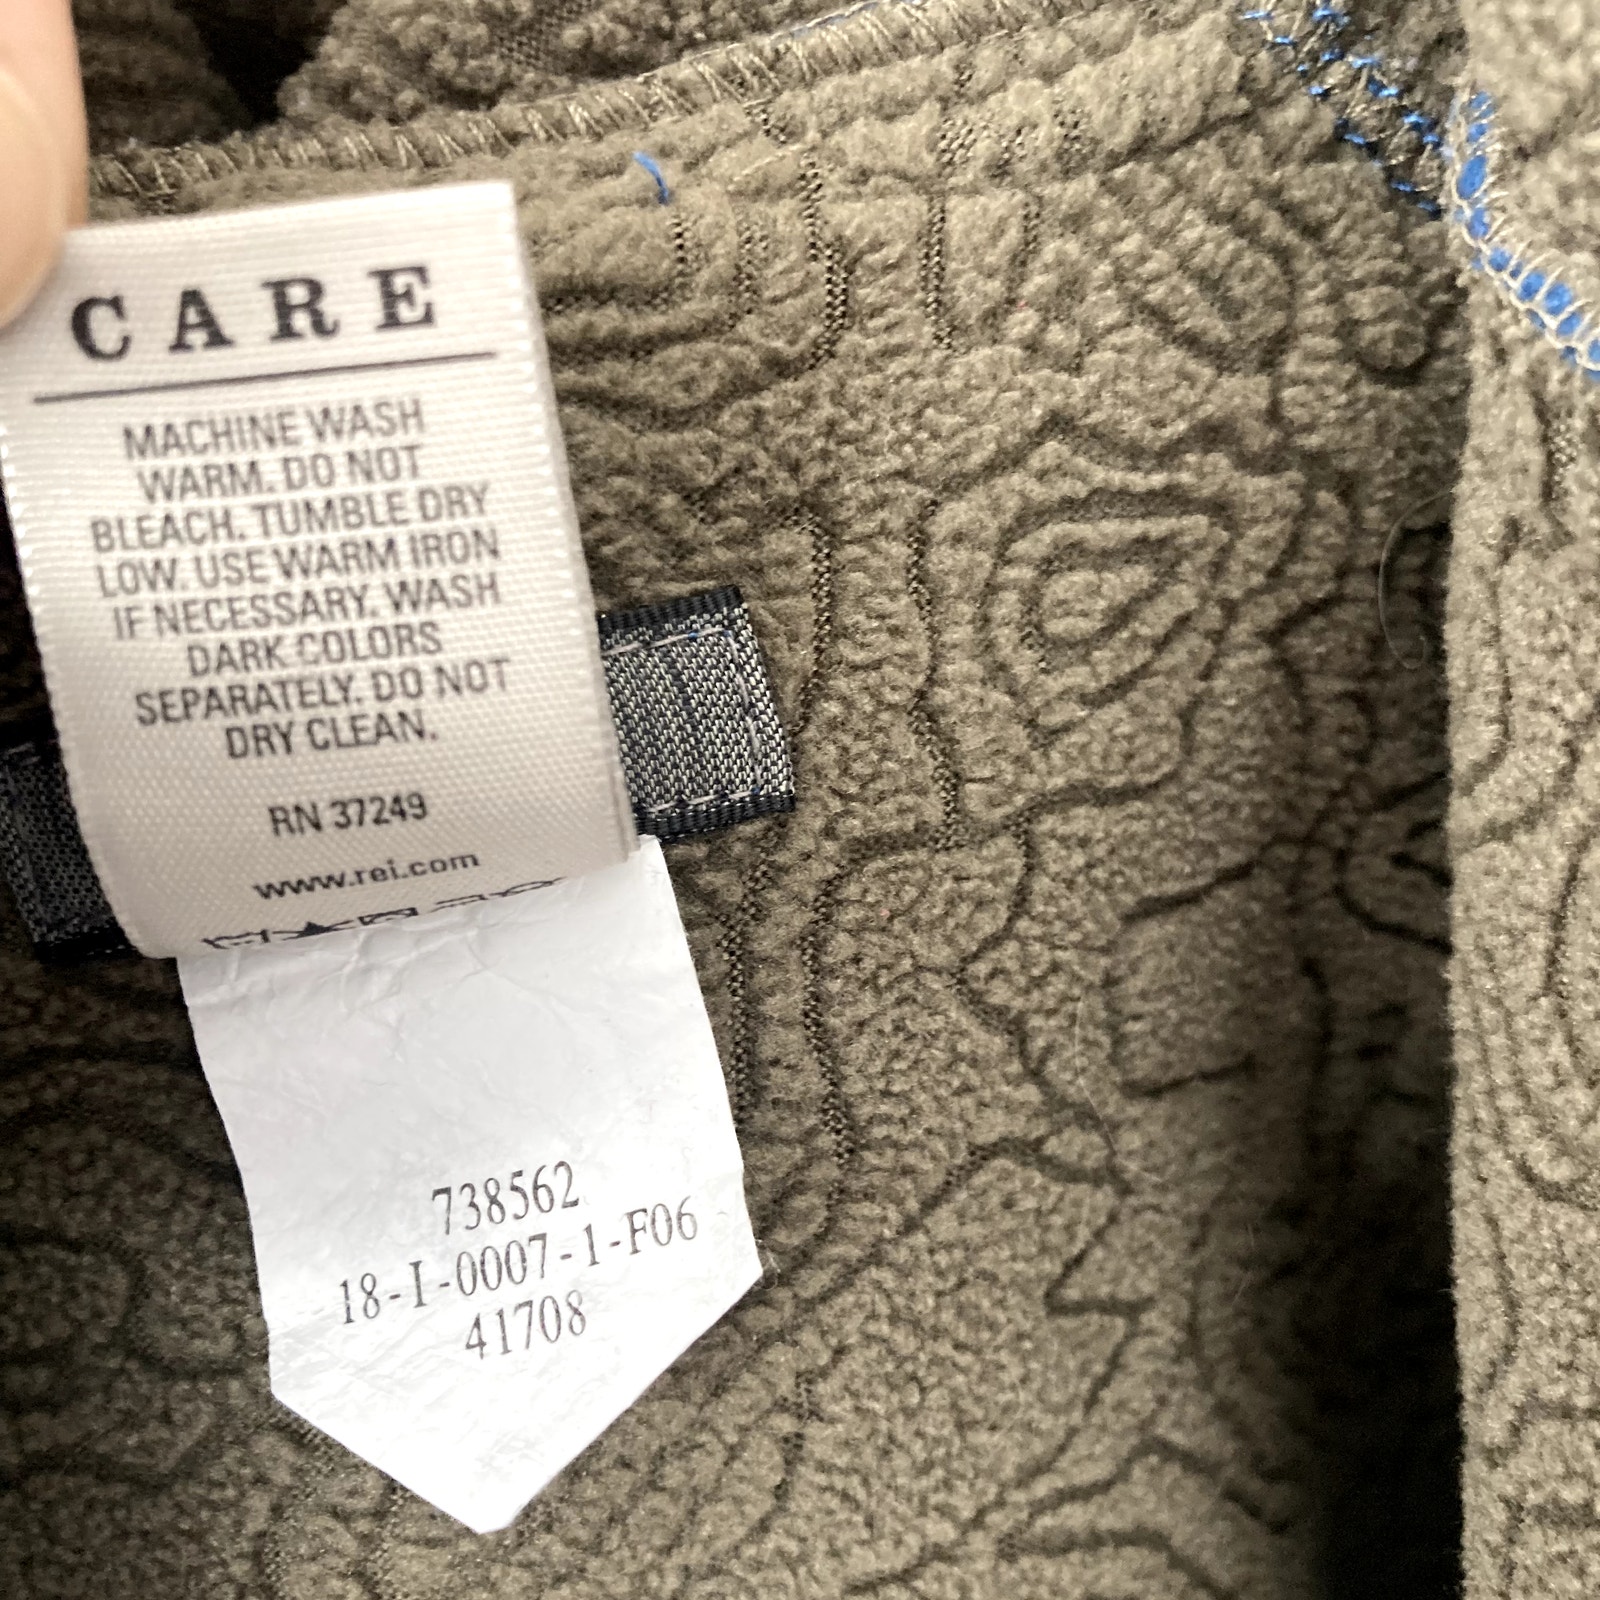 CARE
MACHINE WASH
WARM. DO NOT
BLEACH. TUMBLE DRY
LOW. USE WARM IRON
IF NECESSARY. WASH
DARK COLORS
SEPARATELY. DO NOT
DRY CLEAN.
RN 37249
www.rei.com
738562
18-I-0007-1-F06
41708